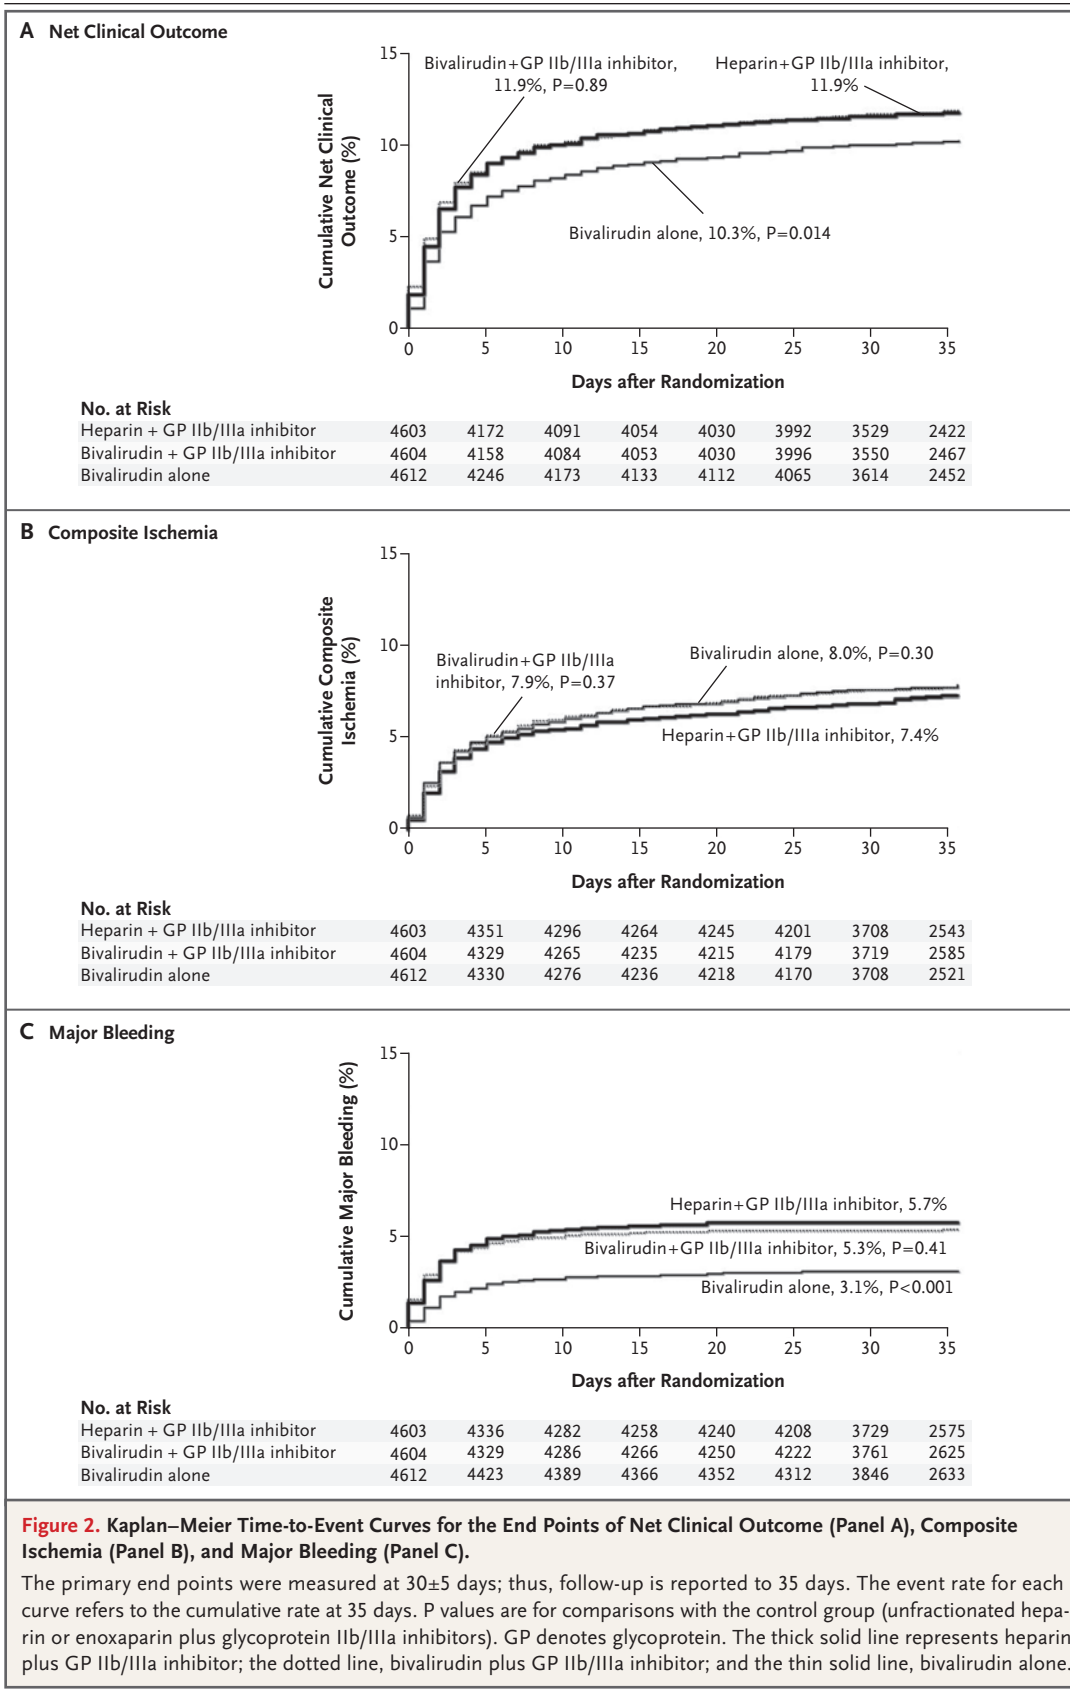 A Net Clinical Outcome
15
10
5
0
Cumulative Net Clinical
Outcome (%)
Bivalirudin+GP IIb/IIIa inhibitor,
11.9%, P=0.89
Heparin+GP IIb/IIIa inhibitor,
11.9%
Bivalirudin alone, 10.3%, P=0.014
0 5 10 15 20 25 30 35
Days after Randomization
No. at Risk
Heparin + GP IIb/IIIa inhibitor 4603 4172 4091 4054 4030 3992 3529 2422
Bivalirudin + GP IIb/IIIa inhibitor 4604 4158 4084 4053 4030 3996 3550 2467
Bivalirudin alone 4612 4246 4173 4133 4112 4065 3614 2452
B Composite Ischemia
15
10
5
0
Cumulative Composite
Ischemia (%)
Bivalirudin+GP IIb/IIIa
inhibitor, 7.9%, P=0.37
Bivalirudin alone, 8.0%, P=0.30
Heparin+GP IIb/IIIa inhibitor, 7.4%
0 5 10 15 20 25 30 35
Days after Randomization
No. at Risk
Heparin + GP IIb/IIIa inhibitor 4603 4351 4296 4264 4245 4201 3708 2543
Bivalirudin + GP IIb/IIIa inhibitor 4604 4329 4265 4235 4215 4179 3719 2585
Bivalirudin alone 4612 4330 4276 4236 4218 4170 3708 2521
C Major Bleeding
15
10
5
0
Cumulative Major Bleeding (%)
Heparin+GP IIb/IIIa inhibitor, 5.7%
Bivalirudin+GP IIb/IIIa inhibitor, 5.3%, P=0.41
Bivalirudin alone, 3.1%, P<0.001
0 5 10 15 20 25 30 35
Days after Randomization
No. at Risk
Heparin + GP IIb/IIIa inhibitor 4603 4336 4282 4258 4240 4208 3729 2575
Bivalirudin + GP IIb/IIIa inhibitor 4604 4329 4286 4266 4250 4222 3761 2625
Bivalirudin alone 4612 4423 4389 4366 4352 4312 3846 2633
Figure 2. Kaplan–Meier Time-to-Event Curves for the End Points of Net Clinical Outcome (Panel A), Composite
Ischemia (Panel B), and Major Bleeding (Panel C).
The primary end points were measured at 30±5 days; thus, follow-up is reported to 35 days. The event rate for each
curve refers to the cumulative rate at 35 days. P values are for comparisons with the control group (unfractionated hepa-
rin or enoxaparin plus glycoprotein IIb/IIIa inhibitors). GP denotes glycoprotein. The thick solid line represents heparin
plus GP IIb/IIIa inhibitor; the dotted line, bivalirudin plus GP IIb/IIIa inhibitor; and the thin solid line, bivalirudin alone.